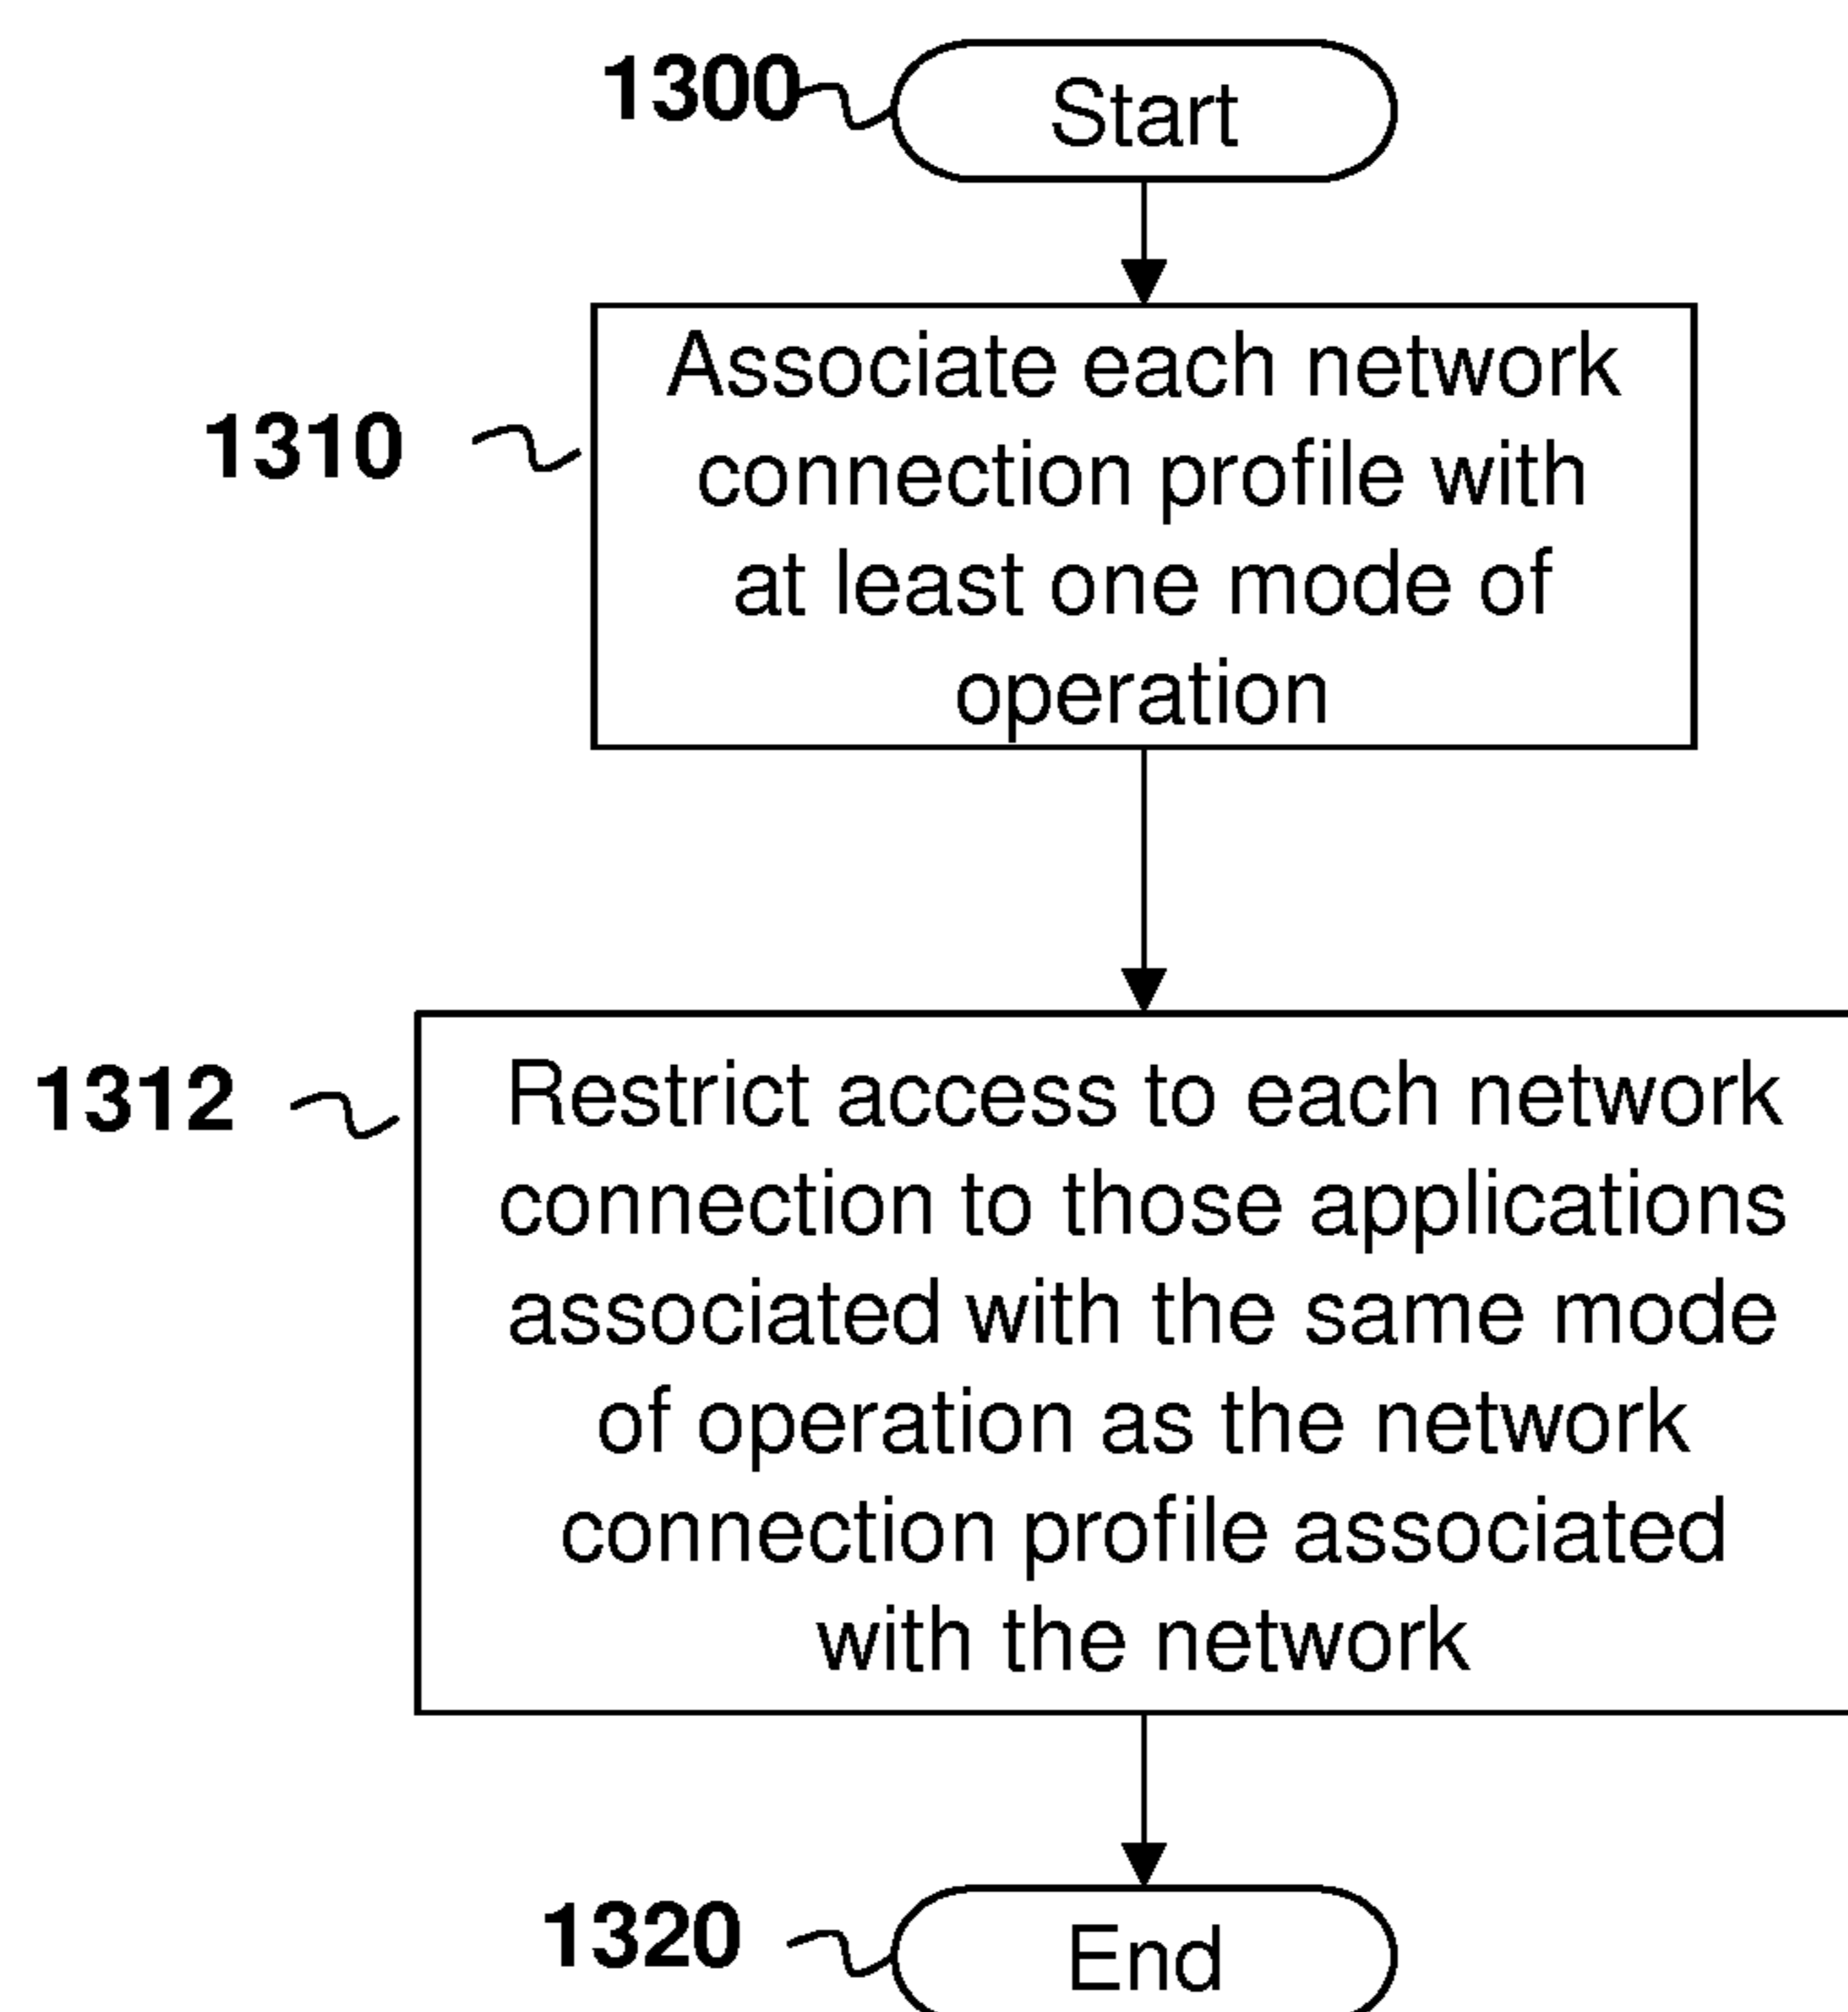 1300
Start
1310
Associate each network
connection profile with
at least one mode of
operation
1312
Restrict access to each network
connection to those applications
associated with the same mode
of operation as the network
connection profile associated
with the network
1320
End